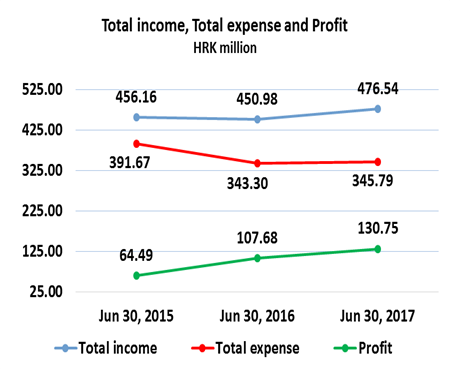 Total income, Total expense and Profit
HRK million
525.00
425.00
325.00
225.00
125.00
25.00
456.16
450.98
476.54
391.67
343.30
345.79
64.49
107.68
130.75
Jun 30, 2015
Jun 30, 2016
Jun 30, 2017
Total income
Total expense
Profit